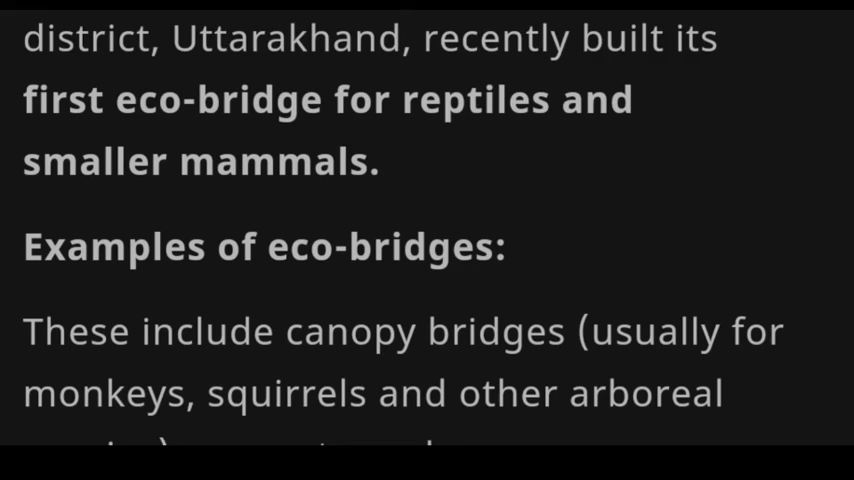 district, Uttarakhand, recently built its
first eco-bridge for reptiles and
smaller mammals.
Examples of eco-bridges:
These include canopy bridges (usually for
monkeys, squirrels and other arboreal